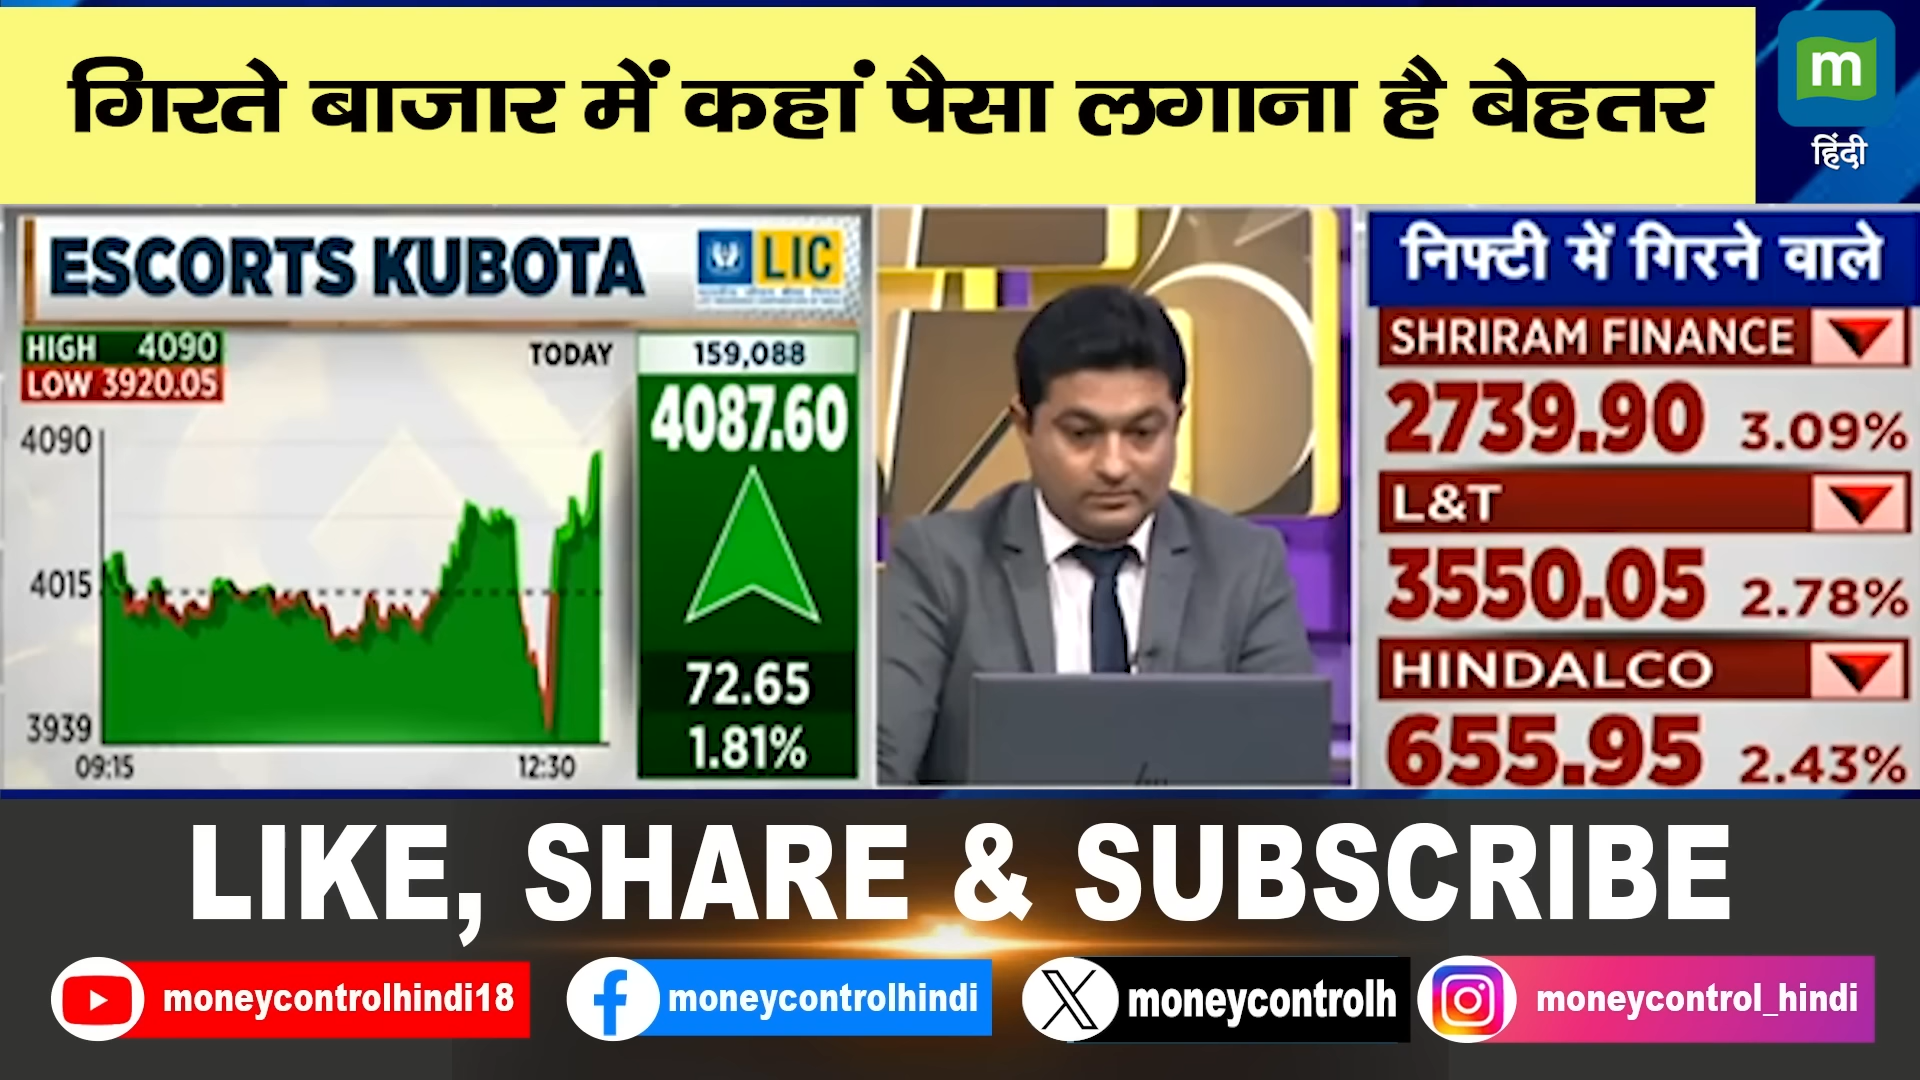 गिरते बाजार में कहां पैसा लगाना है बेहतर
m
हिंदी
ESCORTS KUBOTA
LIC
HIGH 4090
LOW 3920.05
TODAY
159,088
4087.60
72.65
1.81%
4090
4015
3939
09:15
12:30
निफ्टी में गिरने वाले
SHRIRAM FINANCE
2739.90 3.09%
L&T
3550.05 2.78%
HINDALCO
655.95 2.43%
LIKE, SHARE & SUBSCRIBE
moneycontrolhindi18
moneycontrolhindi
moneycontrolh
moneycontrol_hindi